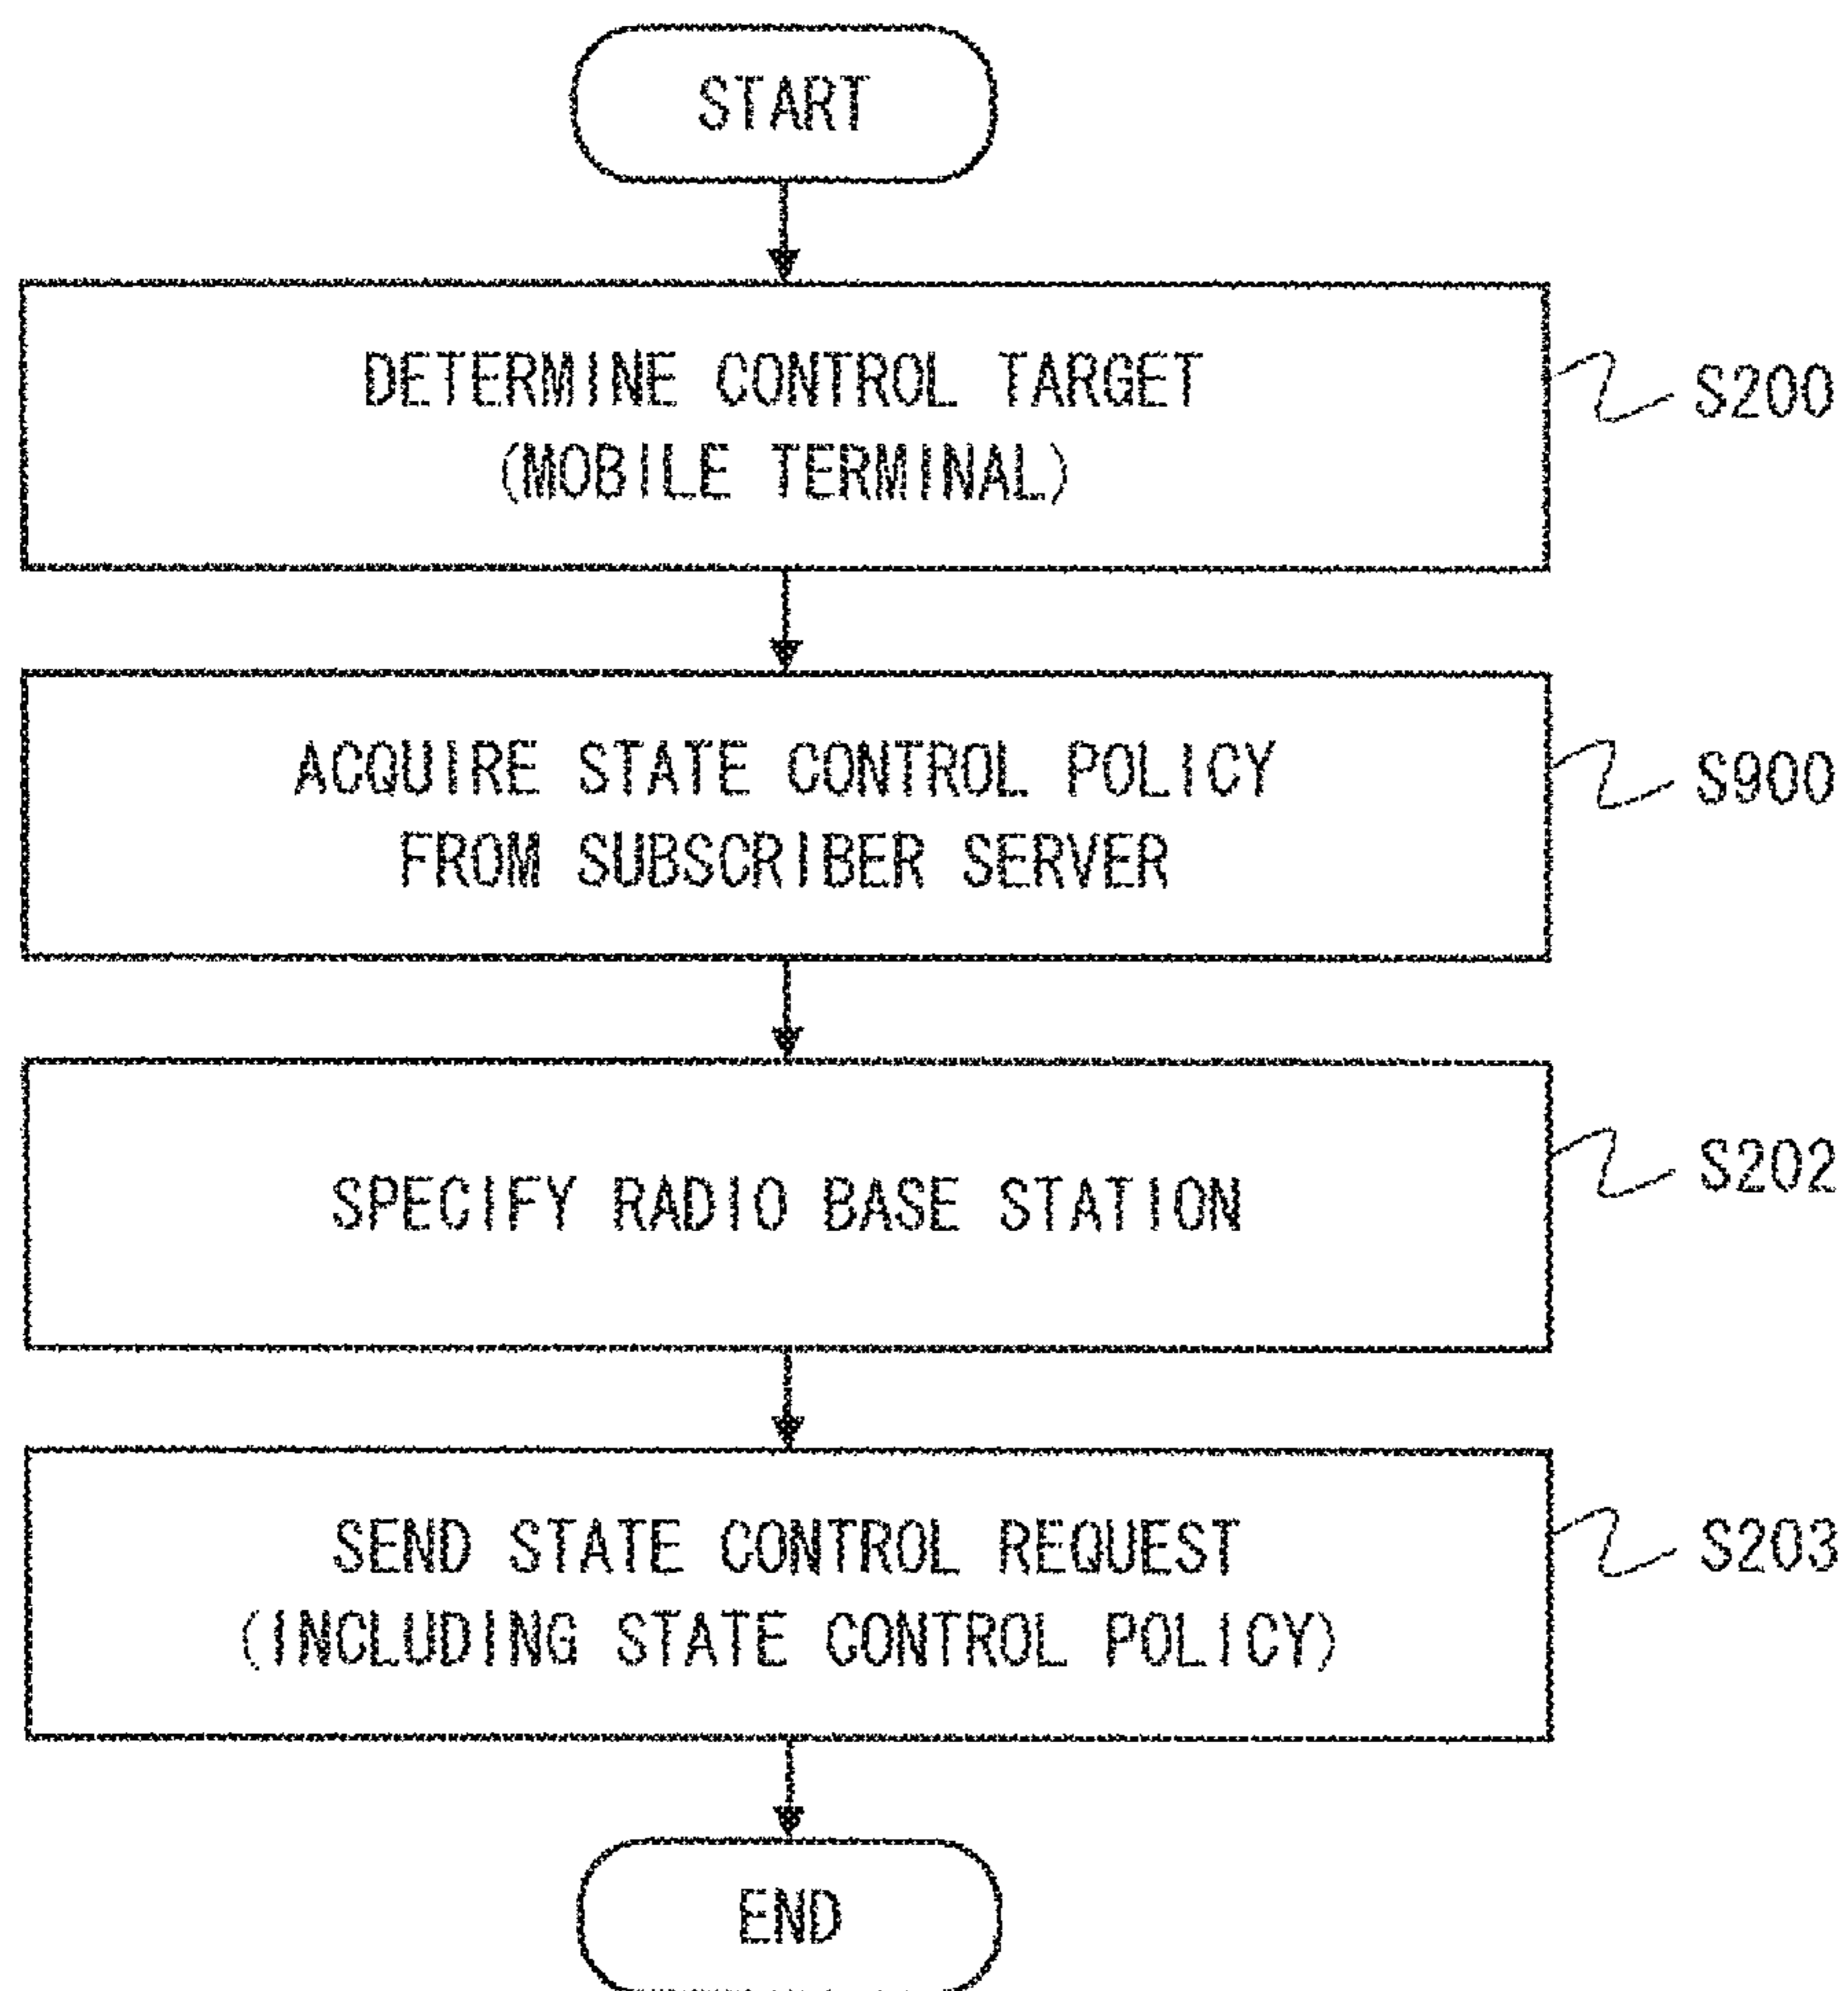 START
DETERMINE CONTROL TARGET
(MOBILE TERMINAL)
S200
ACQUIRE STATE CONTROL POLICY
FROM SUBSCRIBER SERVER
S900
SPECIFY RADIO BASE STATION
S202
SEND STATE CONTROL REQUEST
(INCLUDING STATE CONTROL POLICY)
S203
END